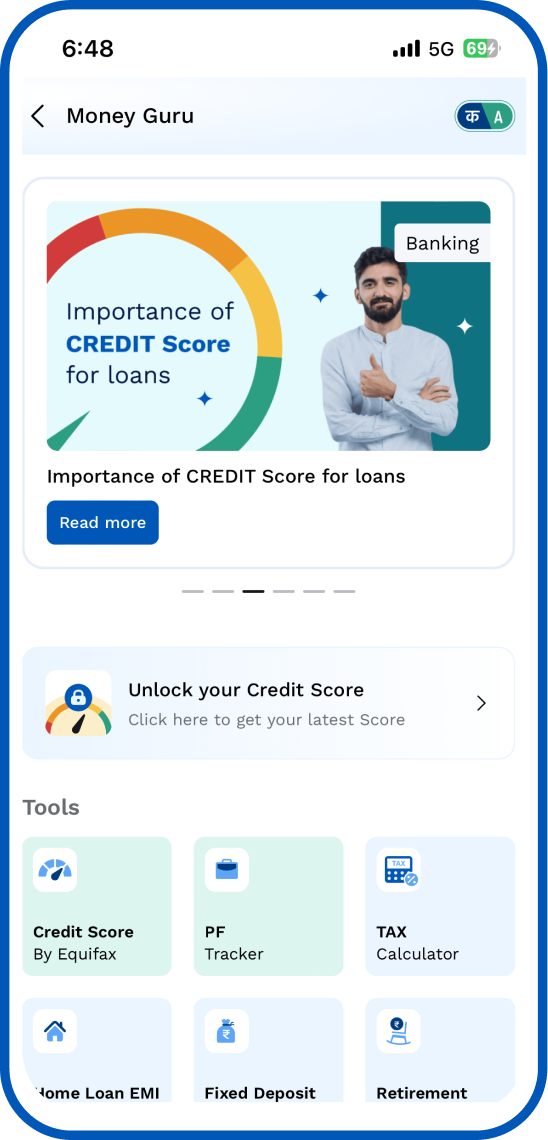 6:48 5G 69
Money Guru क A
Banking
Importance of
CREDIT Score
for loans
Importance of CREDIT Score for loans
Read more
Unlock your Credit Score
Click here to get your latest Score
Tools
Credit Score
By Equifax
PF
Tracker
TAX
TAX
Calculator
Home Loan EMI
₹
Fixed Deposit
₹
Retirement